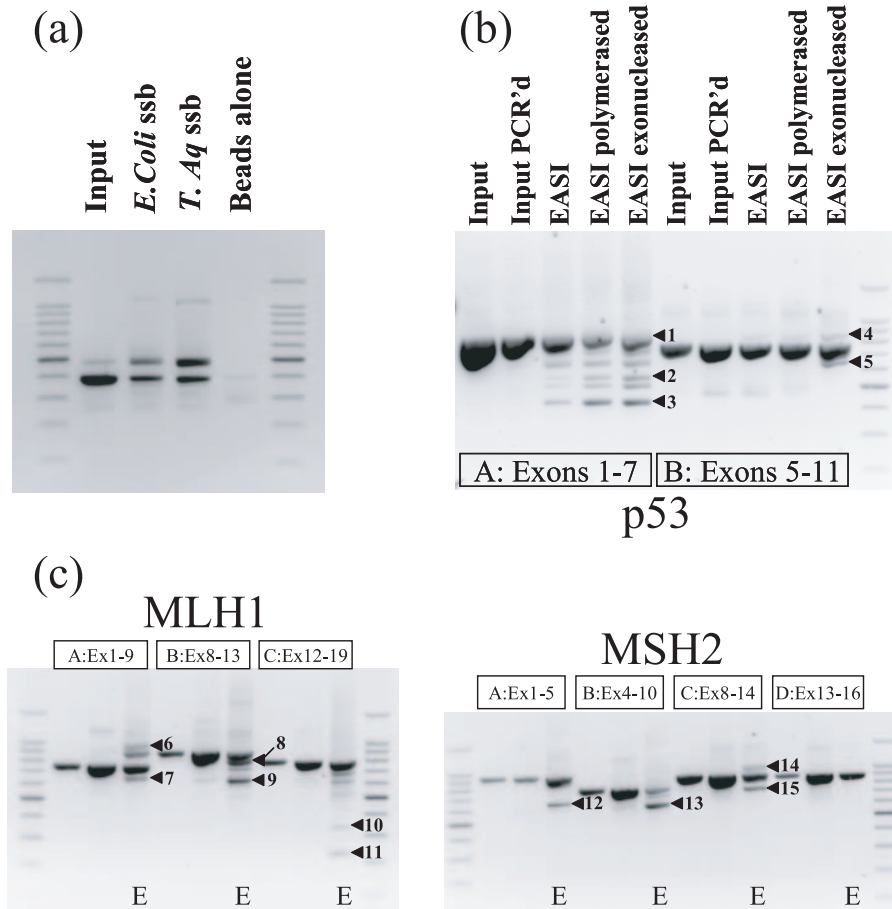 (a)
Input
E.Coli ssb
T. Aq ssb
Beads alone
(b)
Input
Input PCR'd
EASI
EASI polymerased
EASI exonucleased
Input
Input PCR'd
EASI
EASI polymerased
EASI exonucleased
1
2
3
4
5
A: Exons 1-7
B: Exons 5-11
p53
(c)
MLH1
A:Ex1-9
B:Ex8-13
C:Ex12-19
6
7
8
9
10
11
E
E
E
MSH2
A:Ex1-5
B:Ex4-10
C:Ex8-14
D:Ex13-16
12
13
14
15
E
E
E
E